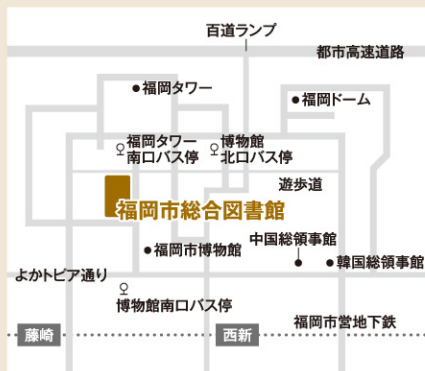 百道ランプ
都市高速道路
福岡タワー
福岡ドーム
福岡タワー
南口バス停
博物館
北口バス停
遊歩道
福岡市総合図書館
中国総領事館
福岡市博物館
韓国総領事館
よかトピア通り
博物館南口バス停
福岡市営地下鉄
藤崎
西新